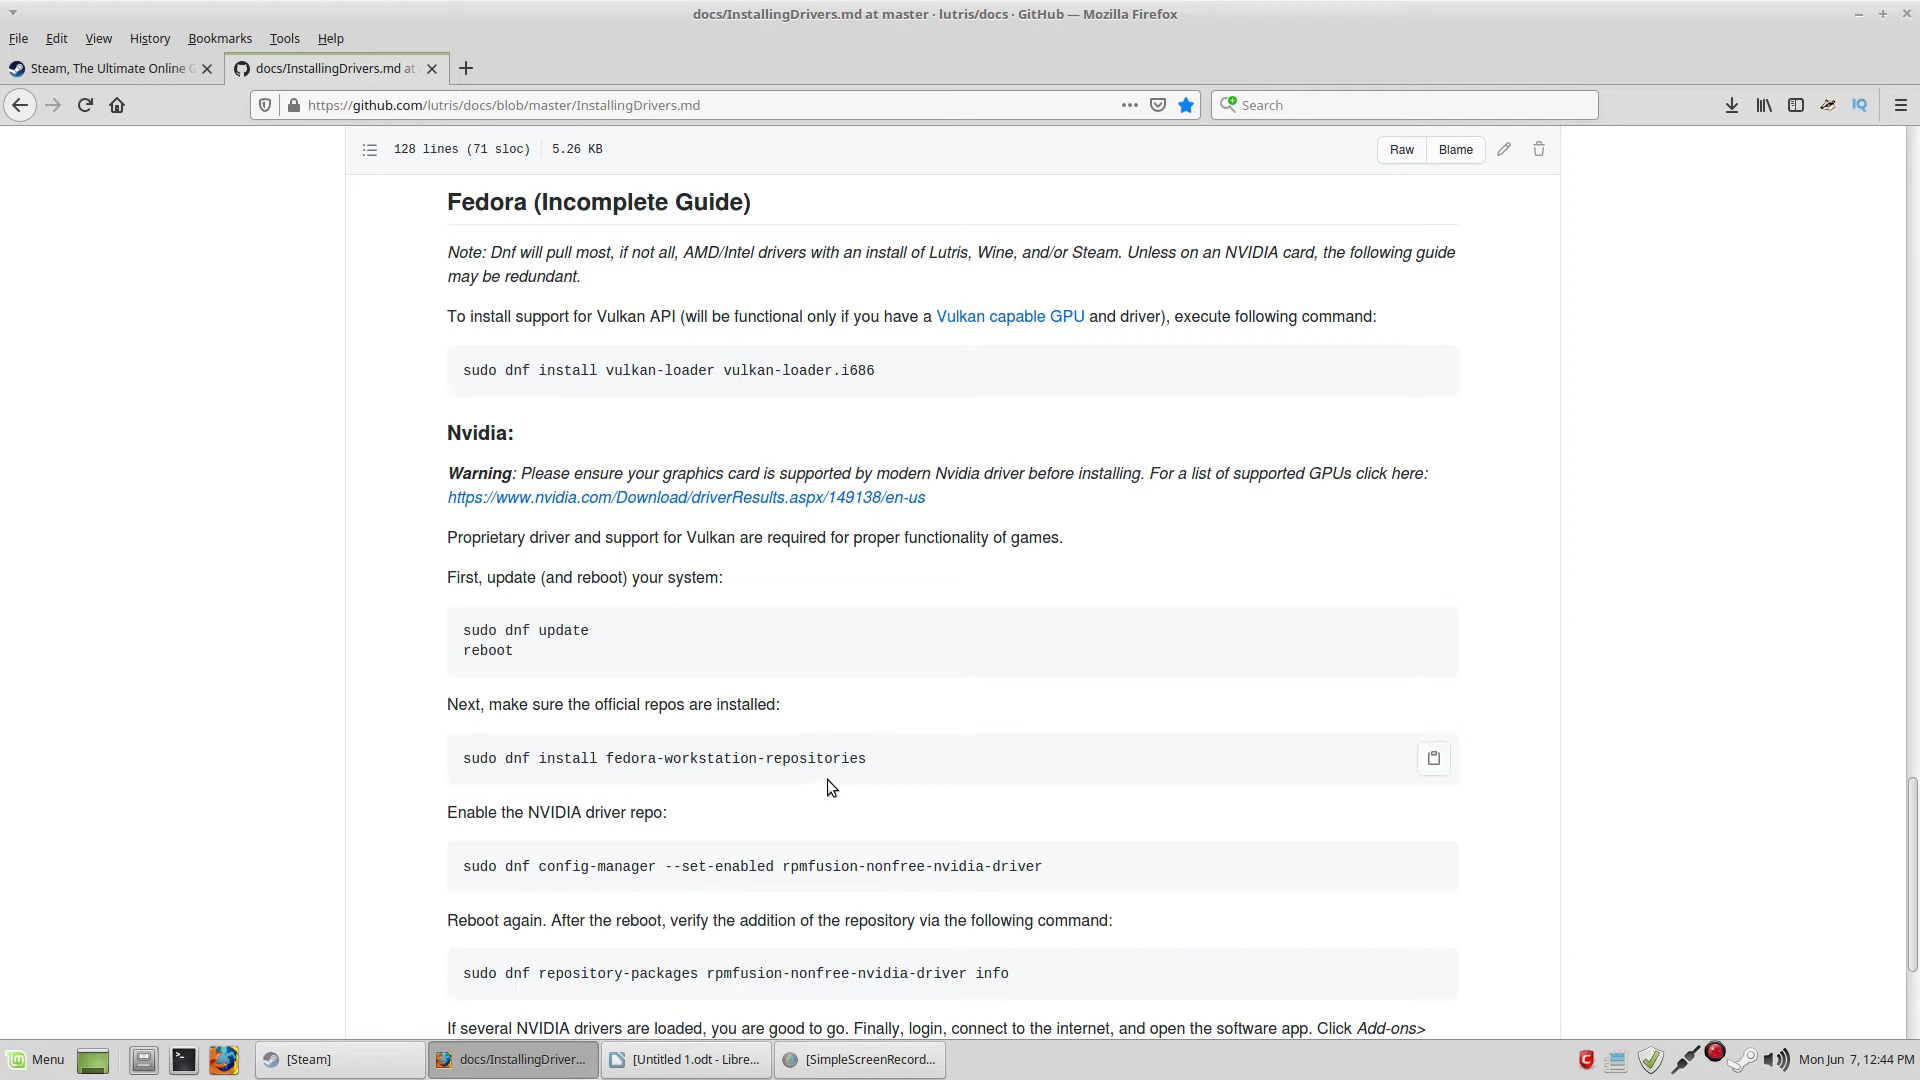 docs/InstallingDrivers.md at master · lutris/docs · GitHub — Mozilla Firefox
File Edit View History Bookmarks Tools Help
Steam, The Ultimate Online G
docs/InstallingDrivers.md at
https://github.com/lutris/docs/blob/master/InstallingDrivers.md
Search
IQ
128 lines (71 sloc) 5.26 KB
Raw Blame
Fedora (Incomplete Guide)
Note: Dnf will pull most, if not all, AMD/Intel drivers with an install of Lutris, Wine, and/or Steam. Unless on an NVIDIA card, the following guide
may be redundant.
To install support for Vulkan API (will be functional only if you have a Vulkan capable GPU and driver), execute following command:
sudo dnf install vulkan-loader vulkan-loader.i686
Nvidia:
Warning: Please ensure your graphics card is supported by modern Nvidia driver before installing. For a list of supported GPUs click here:
https://www.nvidia.com/Download/driverResults.aspx/149138/en-us
Proprietary driver and support for Vulkan are required for proper functionality of games.
First, update (and reboot) your system:
sudo dnf update
reboot
Next, make sure the official repos are installed:
sudo dnf install fedora-workstation-repositories
Enable the NVIDIA driver repo:
sudo dnf config-manager --set-enabled rpmfusion-nonfree-nvidia-driver
Reboot again. After the reboot, verify the addition of the repository via the following command:
sudo dnf repository-packages rpmfusion-nonfree-nvidia-driver info
If several NVIDIA drivers are loaded, you are good to go. Finally, login, connect to the internet, and open the software app. Click Add-ons>
Menu
[Steam]
docs/InstallingDriver...
[Untitled 1.odt - Libre...
[SimpleScreenRecord...
Mon Jun 7, 12:44 PM